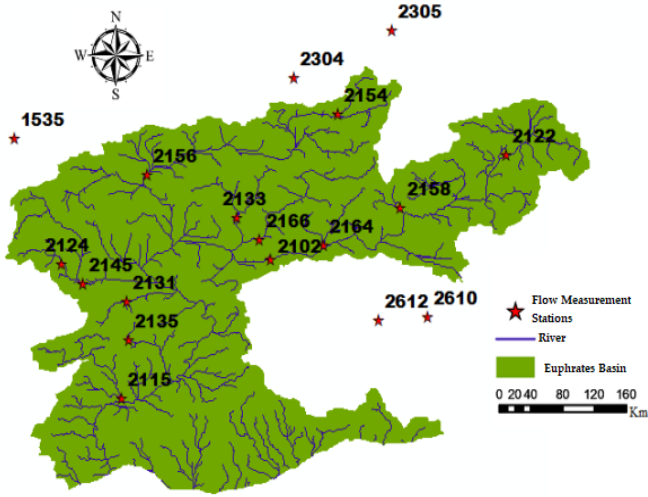 N
W E
S
2305
2304
1535
2154
2122
2156
2133
2158
2166
2164
2124
2102
2145
2131
2612 2610
2135
2115
Flow Measurement
Stations
River
Euphrates Basin
0 20 40 80 120 160
Km